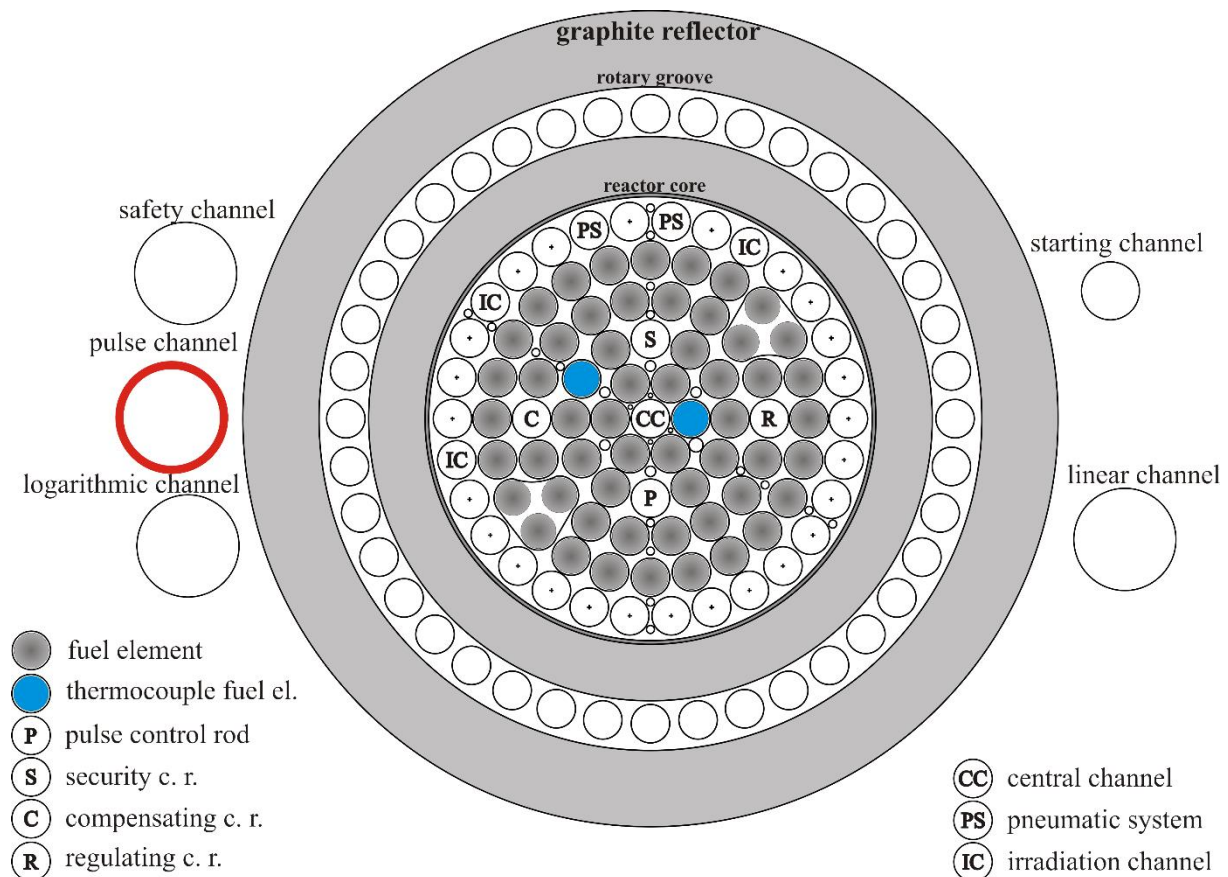 graphite reflector
rotary groove
reactor core
safety channel
starting channel
pulse channel
logarithmic channel
linear channel
PS
PS
IC
IC
S
C
CC
R
IC
P
fuel element
thermocouple fuel el.
P pulse control rod
S security c. r.
C compensating c. r.
R regulating c. r.
CC central channel
PS pneumatic system
IC irradiation channel